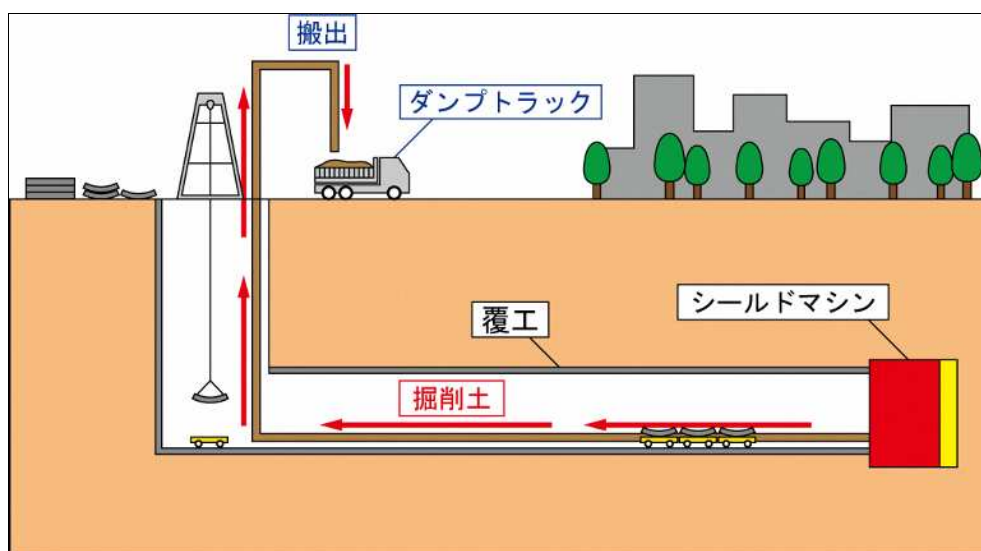 搬出
ダンプトラック
シールドマシン
覆工
掘削土